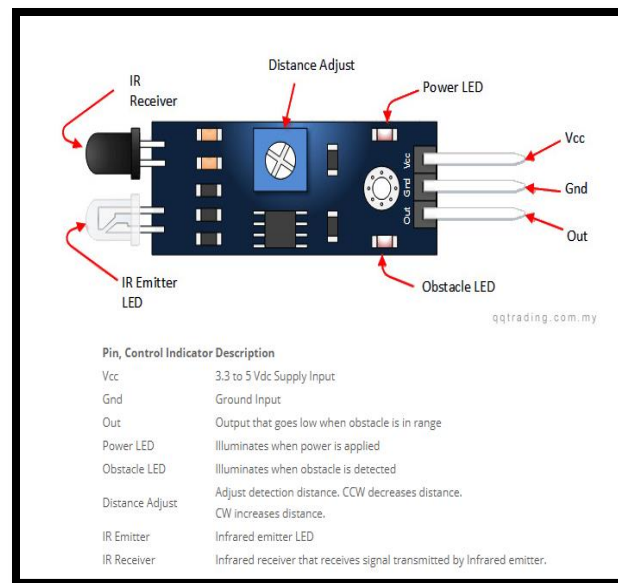 Distance Adjust
IR
Receiver
Power LED
Vcc
Vcc
Gnd
Gnd
Out
Out
IR Emitter
LED
Obstacle LED
qqtrading.com.my
Pin, Control Indicator Description
Vcc 3.3 to 5 Vdc Supply Input
Gnd Ground Input
Out Output that goes low when obstacle is in range
Power LED Illuminates when power is applied
Obstacle LED Illuminates when obstacle is detected
Distance Adjust Adjust detection distance. CCW decreases distance.
CW increases distance.
IR Emitter Infrared emitter LED
IR Receiver Infrared receiver that receives signal transmitted by Infrared emitter.